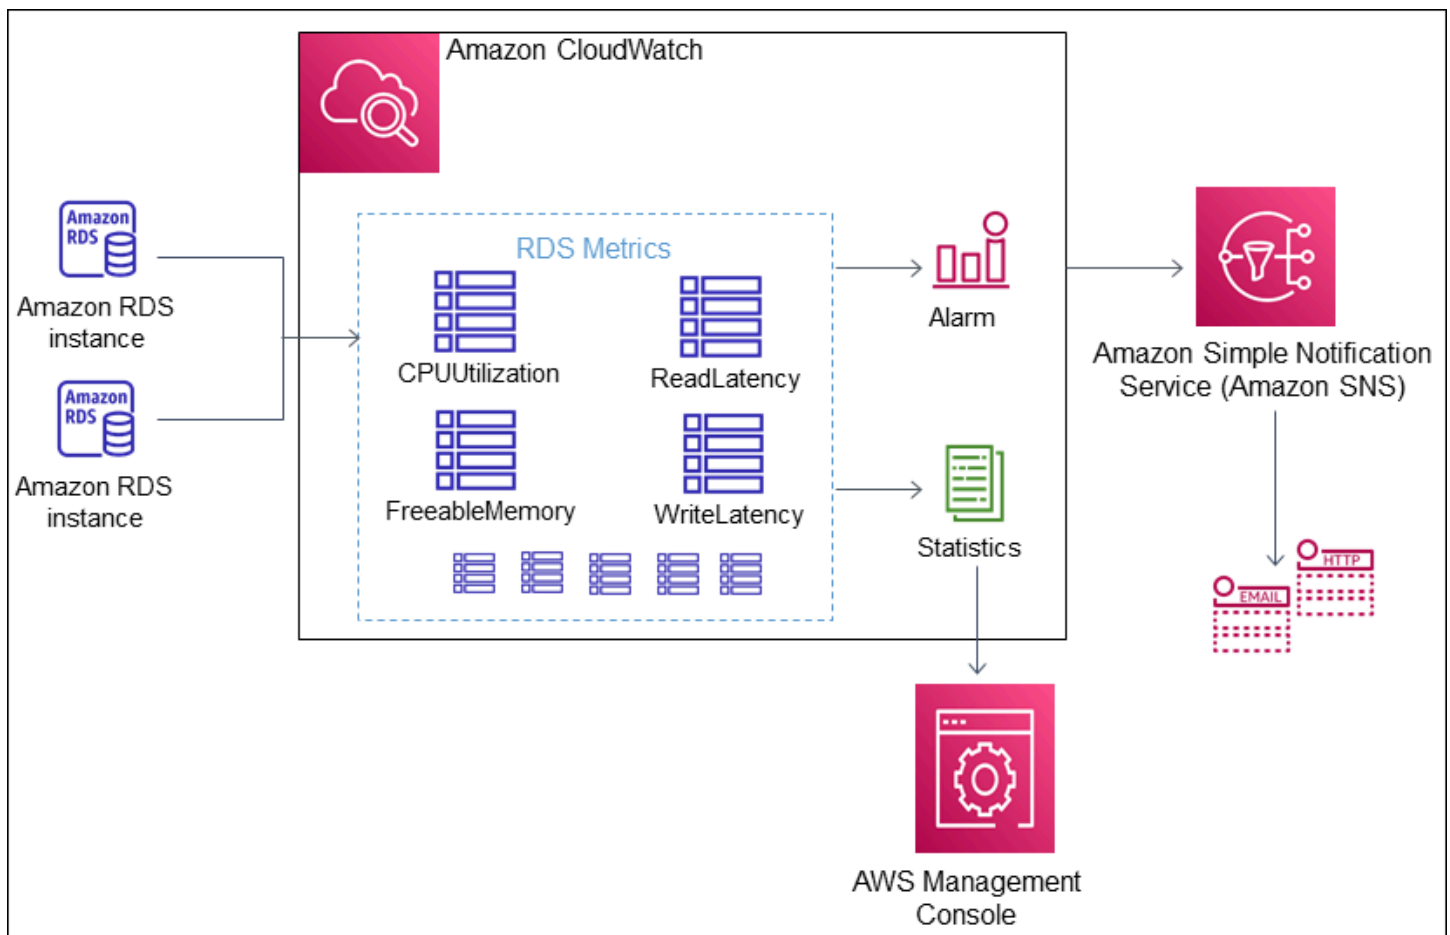 Amazon CloudWatch
Amazon
RDS
Amazon RDS
instance
Amazon
RDS
Amazon RDS
instance
RDS Metrics
CPUUtilization
ReadLatency
FreeableMemory
WriteLatency
Alarm
Statistics
Amazon Simple Notification
Service (Amazon SNS)
HTTP
EMAIL
AWS Management
Console